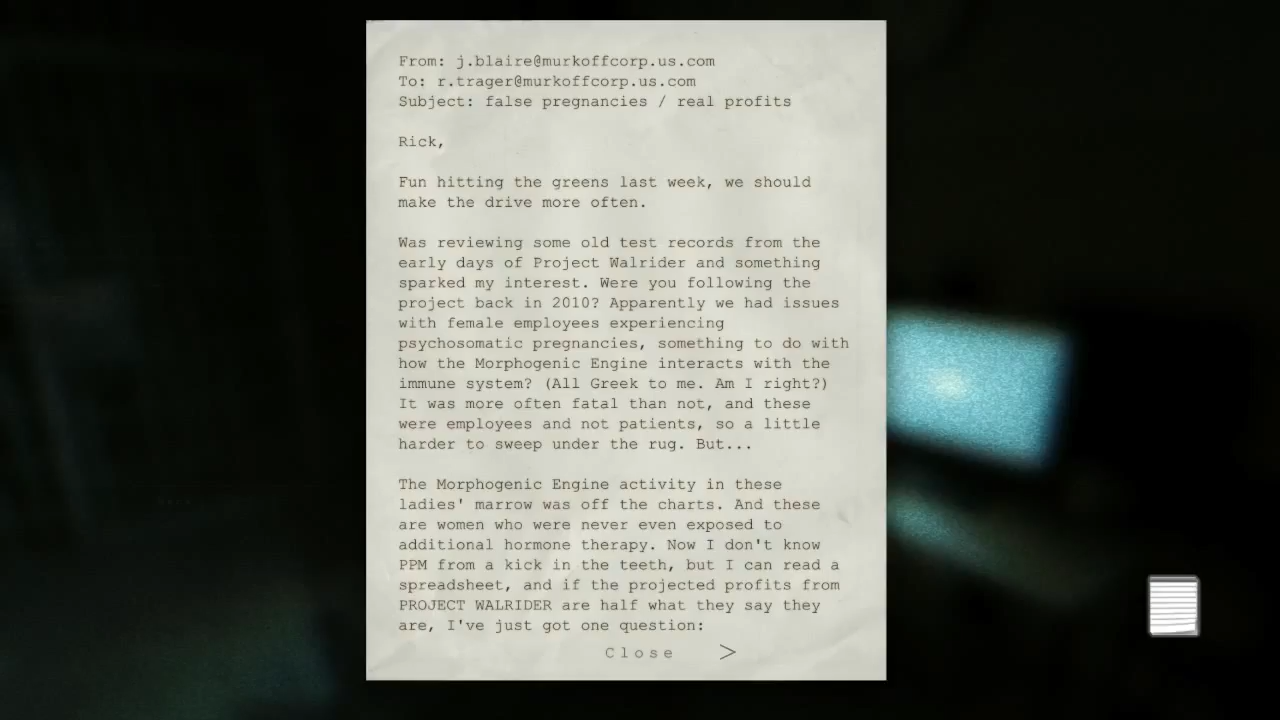 From: j.blaire@murkoffcorp.us.com
To: r.trager@murkoffcorp.us.com
Subject: false pregnancies / real profits
Rick,
Fun hitting the greens last week, we should
make the drive more often.
Was reviewing some old test records from the
early days of Project Walrider and something
sparked my interest. Were you following the
project back in 2010? Apparently we had issues
with female employees experiencing
psychosomatic pregnancies, something to do with
how the Morphogenic Engine interacts with the
immune system? (All Greek to me. Am I right?)
It was more often fatal than not, and these
were employees and not patients, so a little
harder to sweep under the rug. But...
The Morphogenic Engine activity in these
ladies' marrow was off the charts. And these
are women who were never even exposed to
additional hormone therapy. Now I don't know
PPM from a kick in the teeth, but I can read a
spreadsheet, and if the projected profits from
PROJECT WALRIDER are half what they say they
are, I've just got one question:
Close >